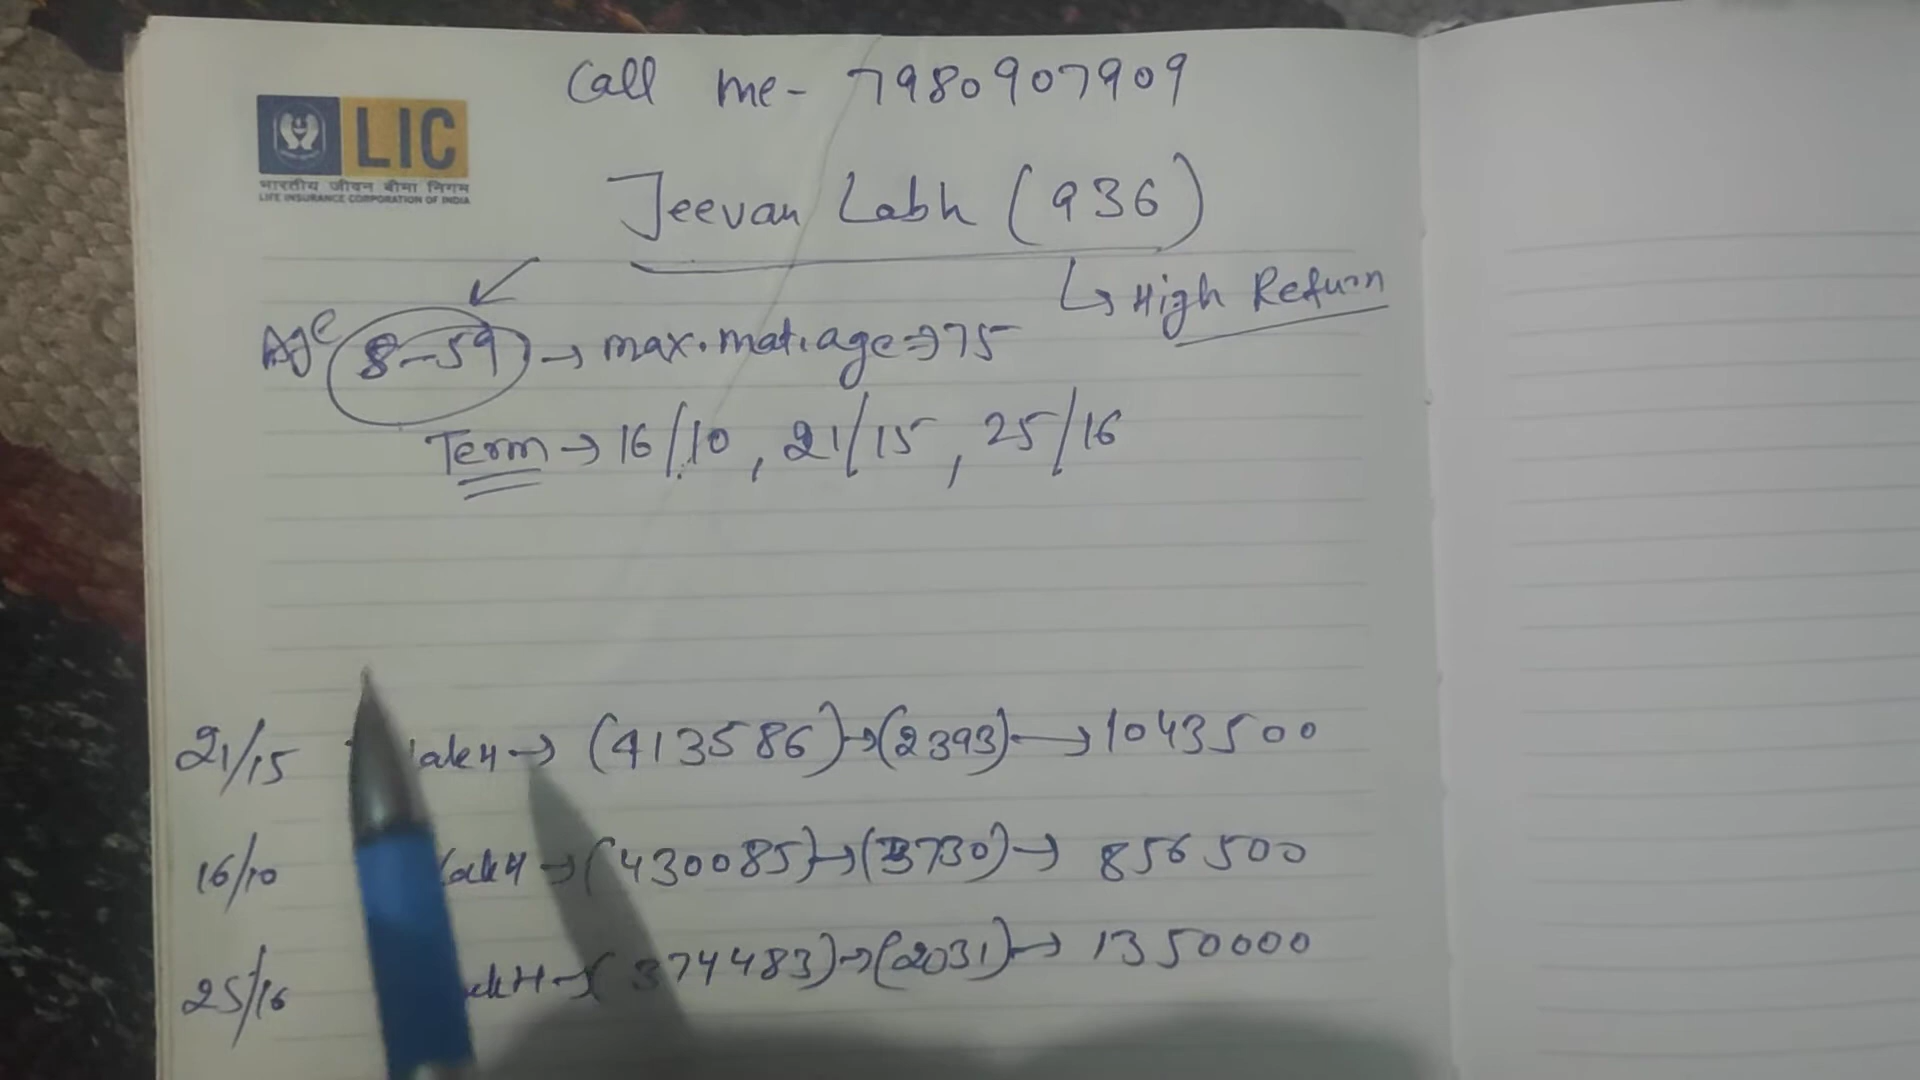 Call me - 7980907909
LIC
भारतीय जीवन बीमा निगम
LIFE INSURANCE CORPORATION OF INDIA
Jeevan Labh (936)
↳ High Return
Age 8-59 → max. mat. age ⇒ 75
Term → 16/10, 21/15, 25/16
21/15 → (413586) → (2393) → 1043500
16/10 → (430085) → (3730) → 856500
25/16 → (374483) → (2031) → 1350000